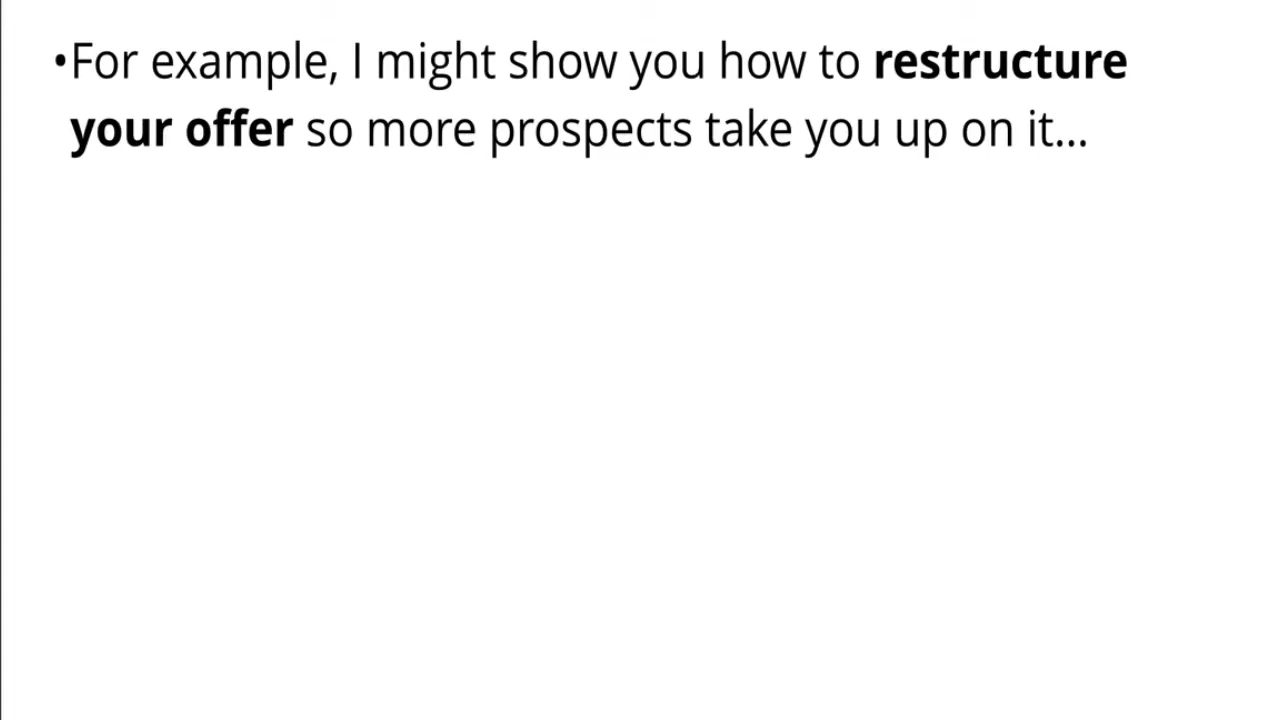 •For example, I might show you how to restructure
your offer so more prospects take you up on it...